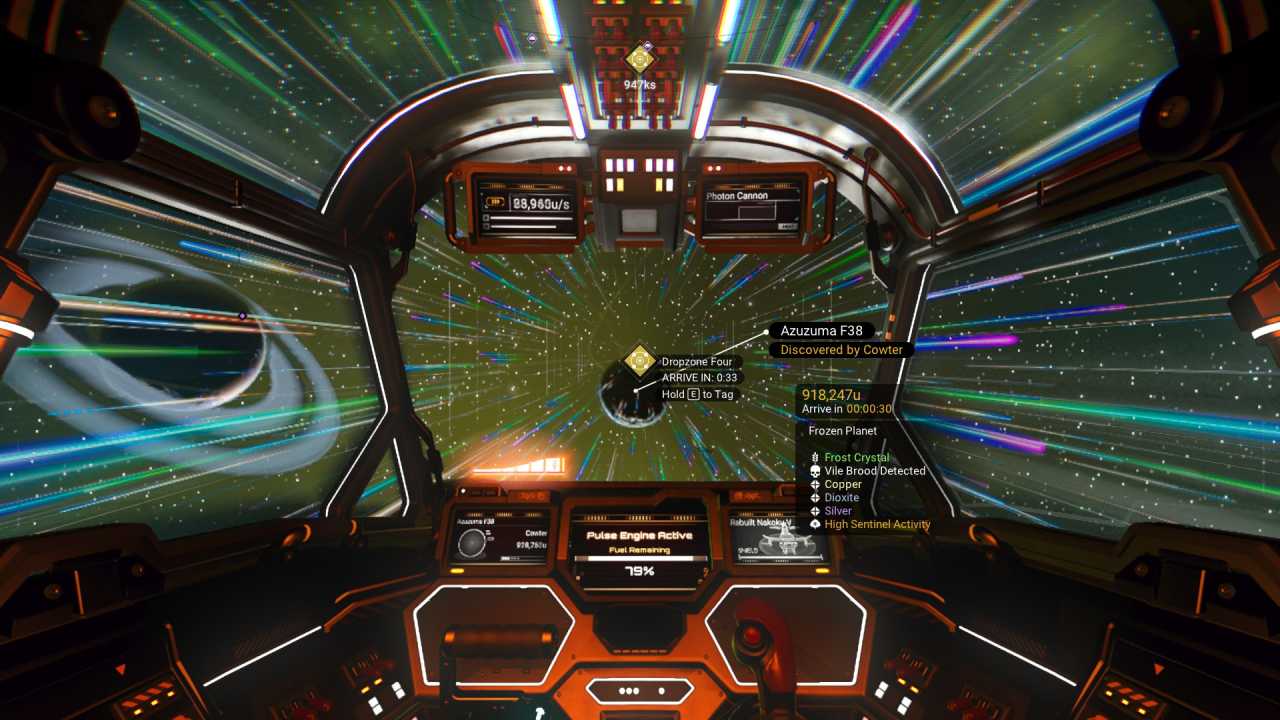 947ks
88,960u/s
Photon Cannon
Azuzuma F38
Discovered by Cowter
Dropzone Four
ARRIVE IN: 0:33
Hold E to Tag
918,247u
Arrive in 00:00:30
Frozen Planet
Frost Crystal
Vile Brood Detected
Copper
Dioxite
Silver
High Sentinel Activity
Azuzuma F38
Cowter
Pulse Engine Active
Fuel Remaining
79%
Rebuilt Nakoku V
SHIELD